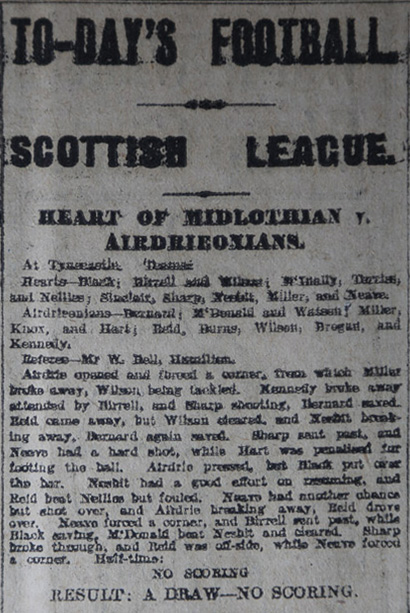 TO-DAY'S FOOTBALL.
SCOTTISH LEAGUE.
HEART OF MIDLOTHIAN v.
AIRDRIEONIANS.
At Tynecastle.
Hearts—Black; Birrell and Wilson; M'Inally, Torries,
and Nellies; Sinclair, Sharp, Nesbit, Miller, and Neave.
Airdrieonians—Bernard; M'Donald and Watson; Miller,
Knox, and Hart; Reid, Burns, Wilson, Brogan, and
Kennedy.
Referee—Mr W. Bell, Hamilton.
Airdrie opened and forced a corner, from which Miller
broke away, Wilson being tackled. Kennedy broke away
attended by Birrell, and Sharp shooting, Bernard saved.
Reid came away, but Wilson cleared, and Nesbit break-
ing away, Bernard again saved. Sharp sent past, and
Neave had a hard shot, while Hart was penalised for
footing the ball. Airdrie pressed, but Black put over
the bar. Nesbit had a good effort on resuming, and
Reid beat Nellies but fouled. Neave had another chance
but shot over, and Airdrie breaking away, Reid drove
over. Neave forced a corner, and Birrell sent past, while
Black saving, M'Donald beat Nesbit and cleared. Sharp
broke through, and Reid was off-side, while Neave forced
a corner. Half-time:
NO SCORING
RESULT: A DRAW—NO SCORING.